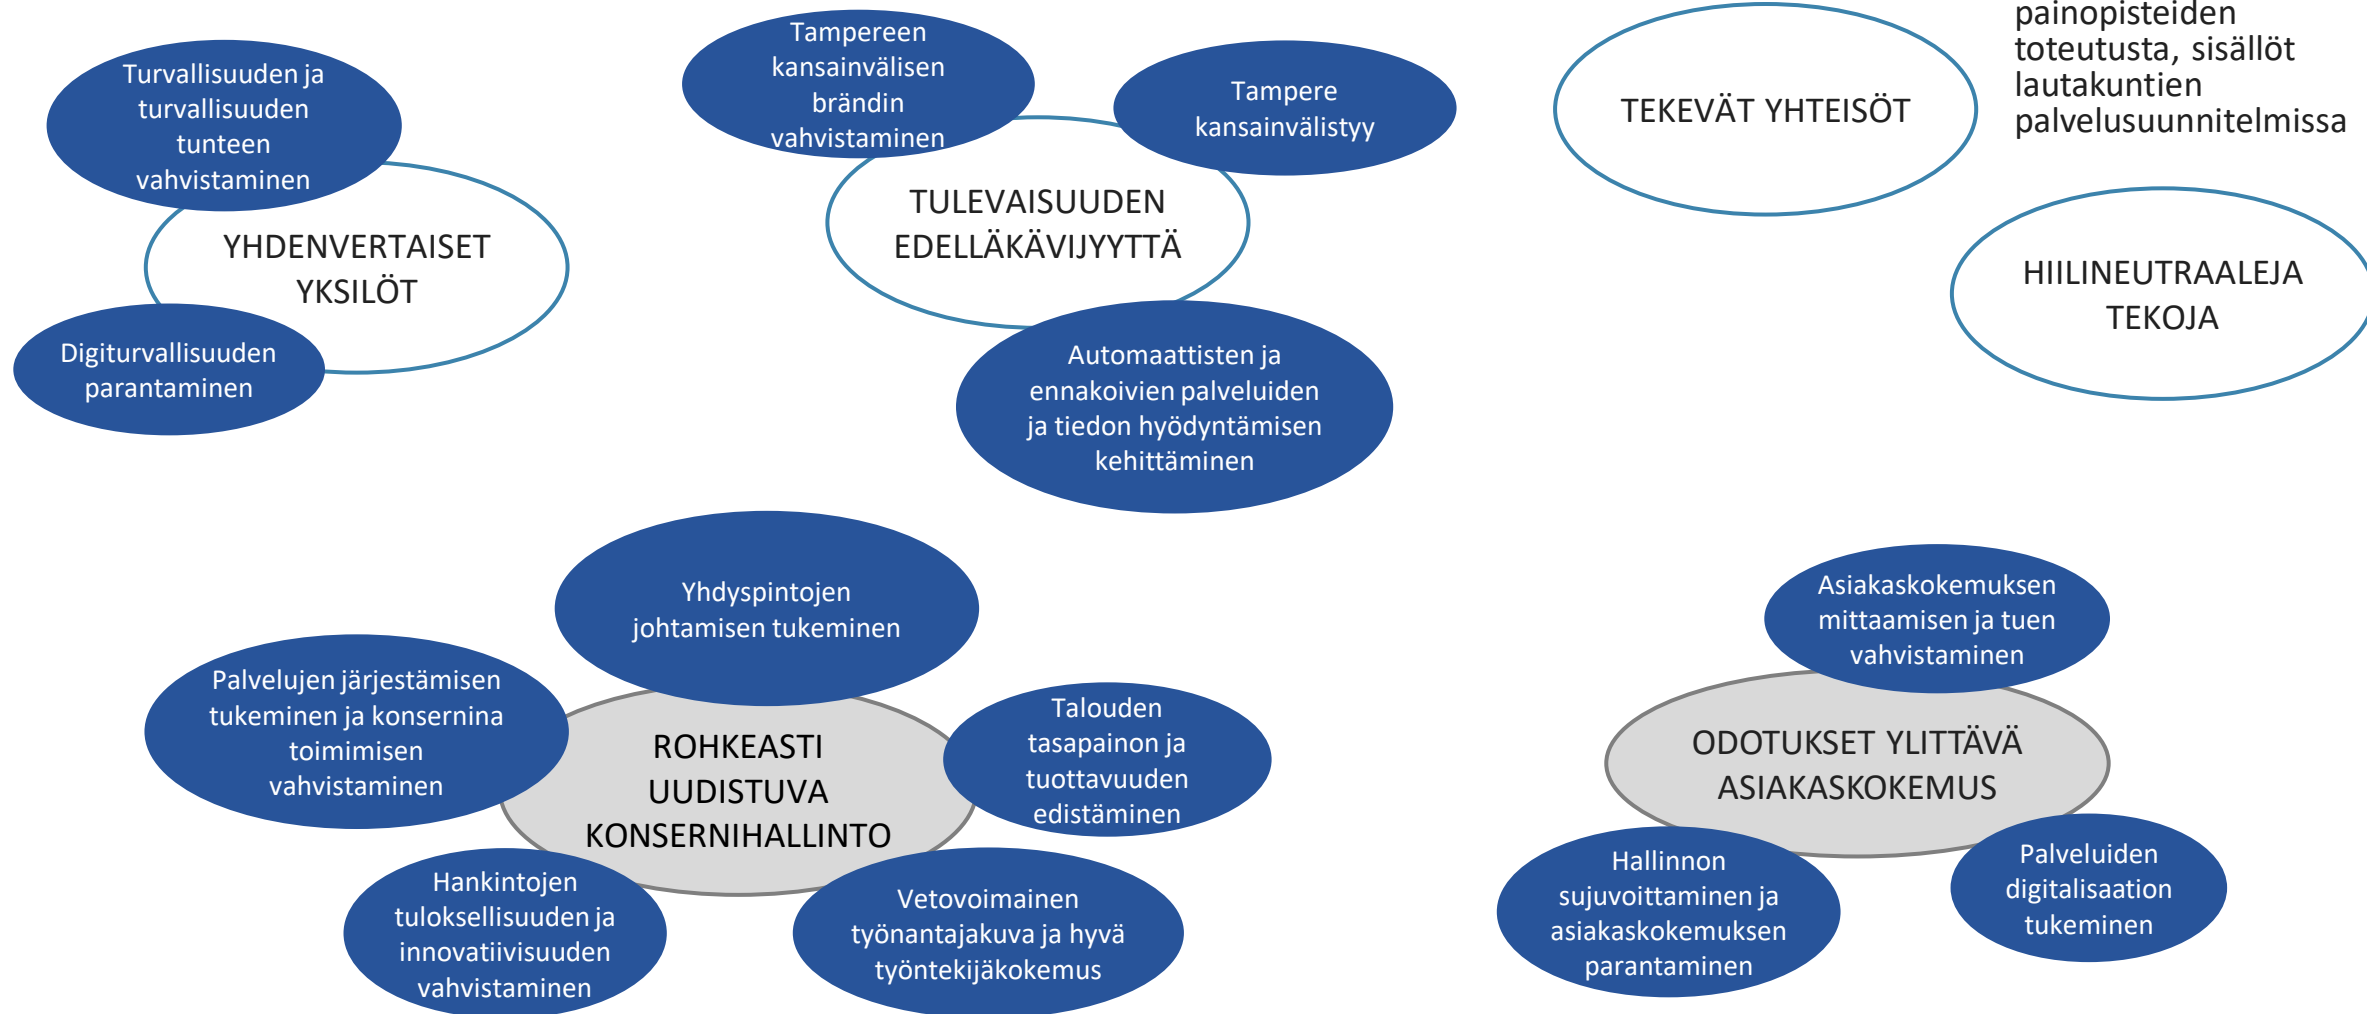 Turvallisuuden ja
turvallisuuden
tunteen
vahvistaminen
YHDENVERTAISET
YKSILÖT
Digiturvallisuuden
parantaminen
Tampereen
kansainvälisen
brändin
vahvistaminen
Tampere
kansainvälistyy
TULEVAISUUDEN
EDELLÄKÄVIJYYTTÄ
Automaattisten ja
ennakoivien palveluiden
ja tiedon hyödyntämisen
kehittäminen
TEKEVÄT YHTEISÖT
painopisteiden
toteutusta, sisällöt
lautakuntien
palvelusuunnitelmissa
HIILINEUTRAALEJA
TEKOJA
Yhdyspintojen
johtamisen tukeminen
Palvelujen järjestämisen
tukeminen ja konsernina
toimimisen
vahvistaminen
ROHKEASTI
UUDISTUVA
KONSERNIHALLINTO
Talouden
tasapainon ja
tuottavuuden
edistäminen
Hankintojen
tuloksellisuuden ja
innovatiivisuuden
vahvistaminen
Vetovoimainen
työnantajakuva ja hyvä
työntekijäkokemus
Asiakaskokemuksen
mittaamisen ja tuen
vahvistaminen
ODOTUKSET YLITTÄVÄ
ASIAKASKOKEMUS
Hallinnon
sujuvoittaminen ja
asiakaskokemuksen
parantaminen
Palveluiden
digitalisaation
tukeminen